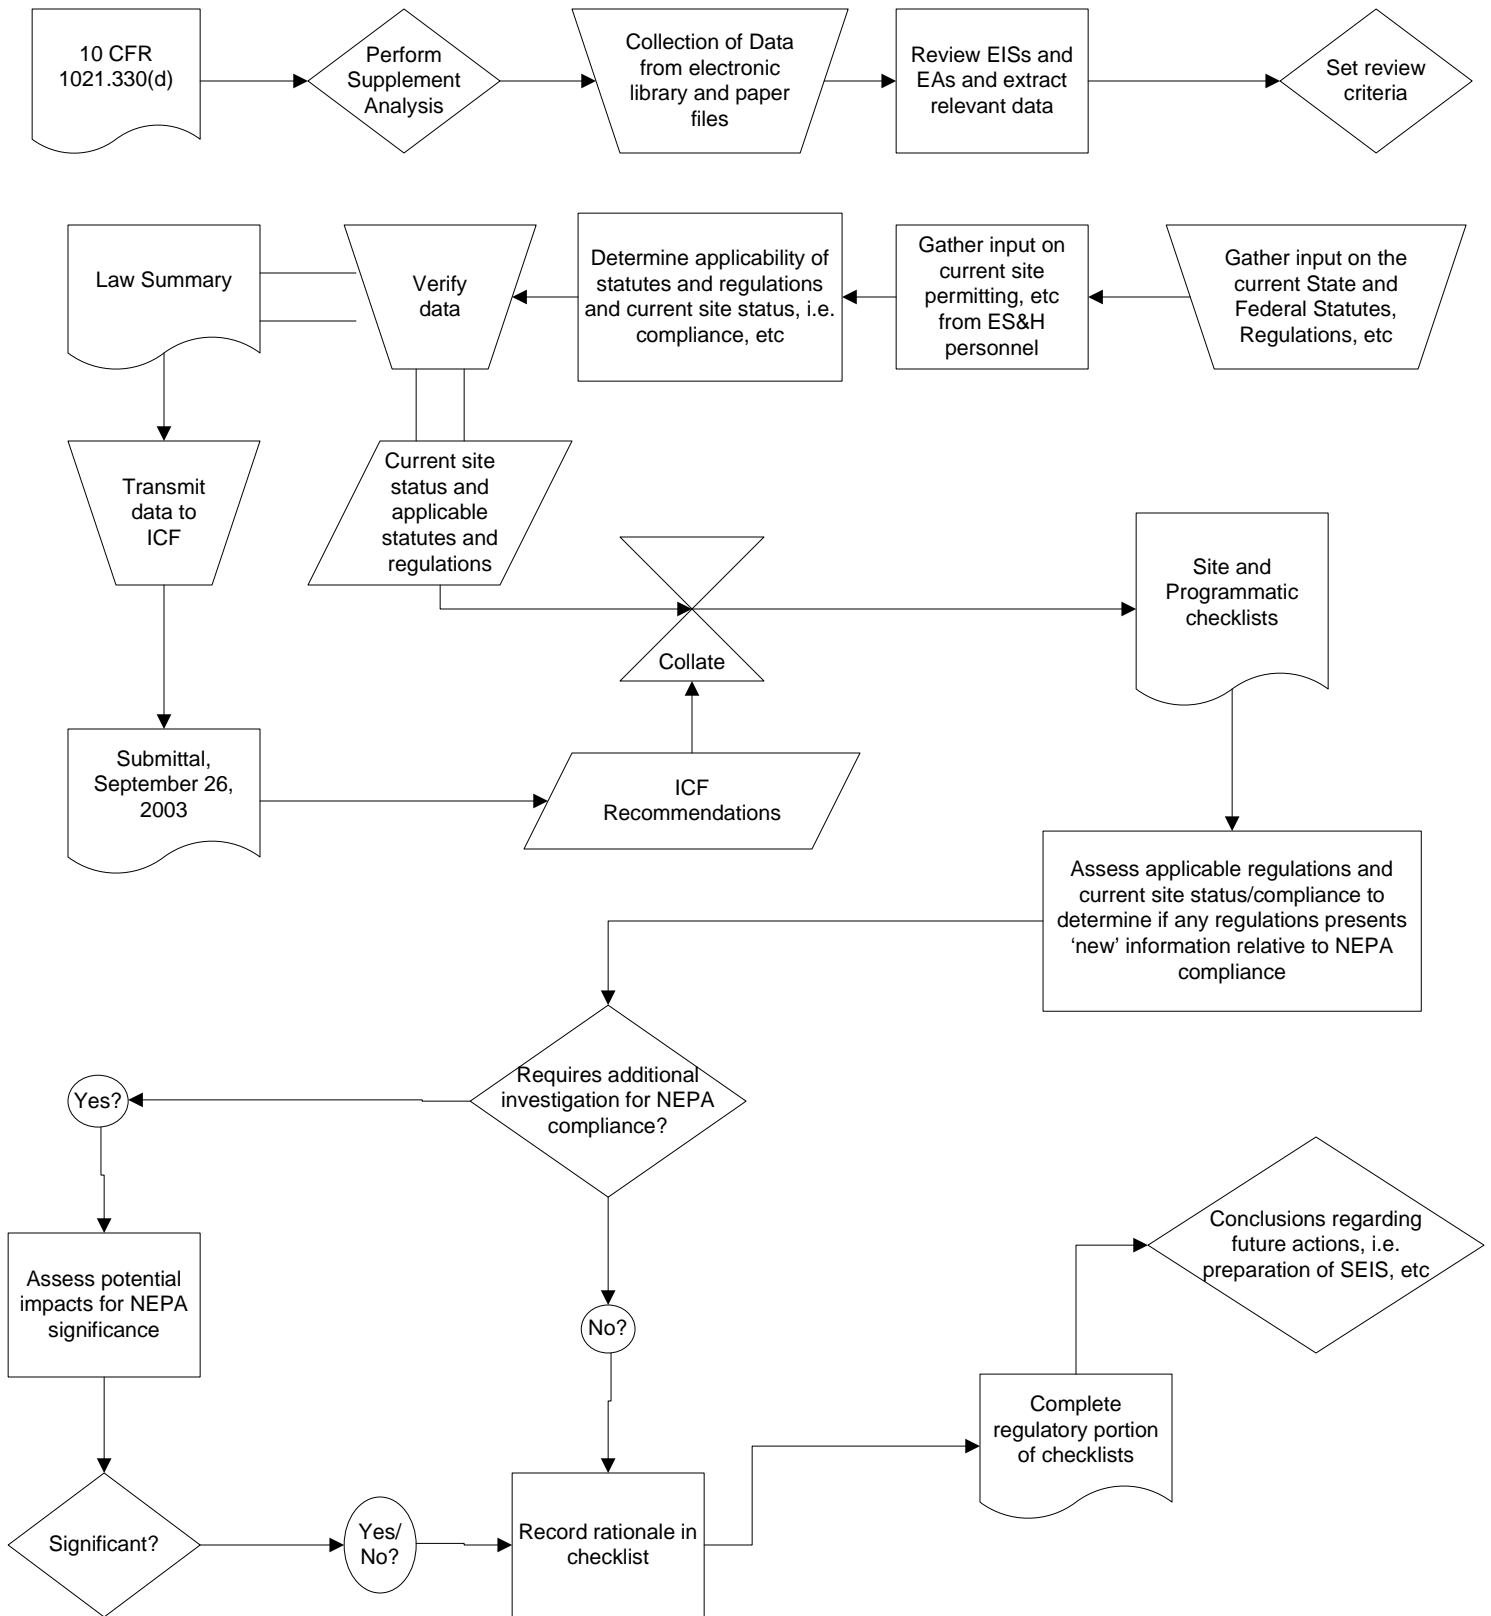 10 CFR
1021.330(d)
Perform
Supplement
Analysis
Collection of Data
from electronic
library and paper
files
Review EISs and
EAs and extract
relevant data
Set review
criteria
Law Summary
Verify
data
Determine applicability of
statutes and regulations
and current site status, i.e.
compliance, etc
Gather input on
current site
permitting, etc
from ES&H
personnel
Gather input on the
current State and
Federal Statutes,
Regulations, etc
Transmit
data to
ICF
Current site
status and
applicable
statutes and
regulations
Collate
Site and
Programmatic
checklists
Submittal,
September 26,
2003
ICF
Recommendations
Assess applicable regulations and
current site status/compliance to
determine if any regulations presents
‘new’ information relative to NEPA
compliance
Requires additional
investigation for NEPA
compliance?
Yes?
Assess potential
impacts for NEPA
significance
No?
Conclusions regarding
future actions, i.e.
preparation of SEIS, etc
Complete
regulatory portion
of checklists
Significant?
Yes/
No?
Record rationale in
checklist